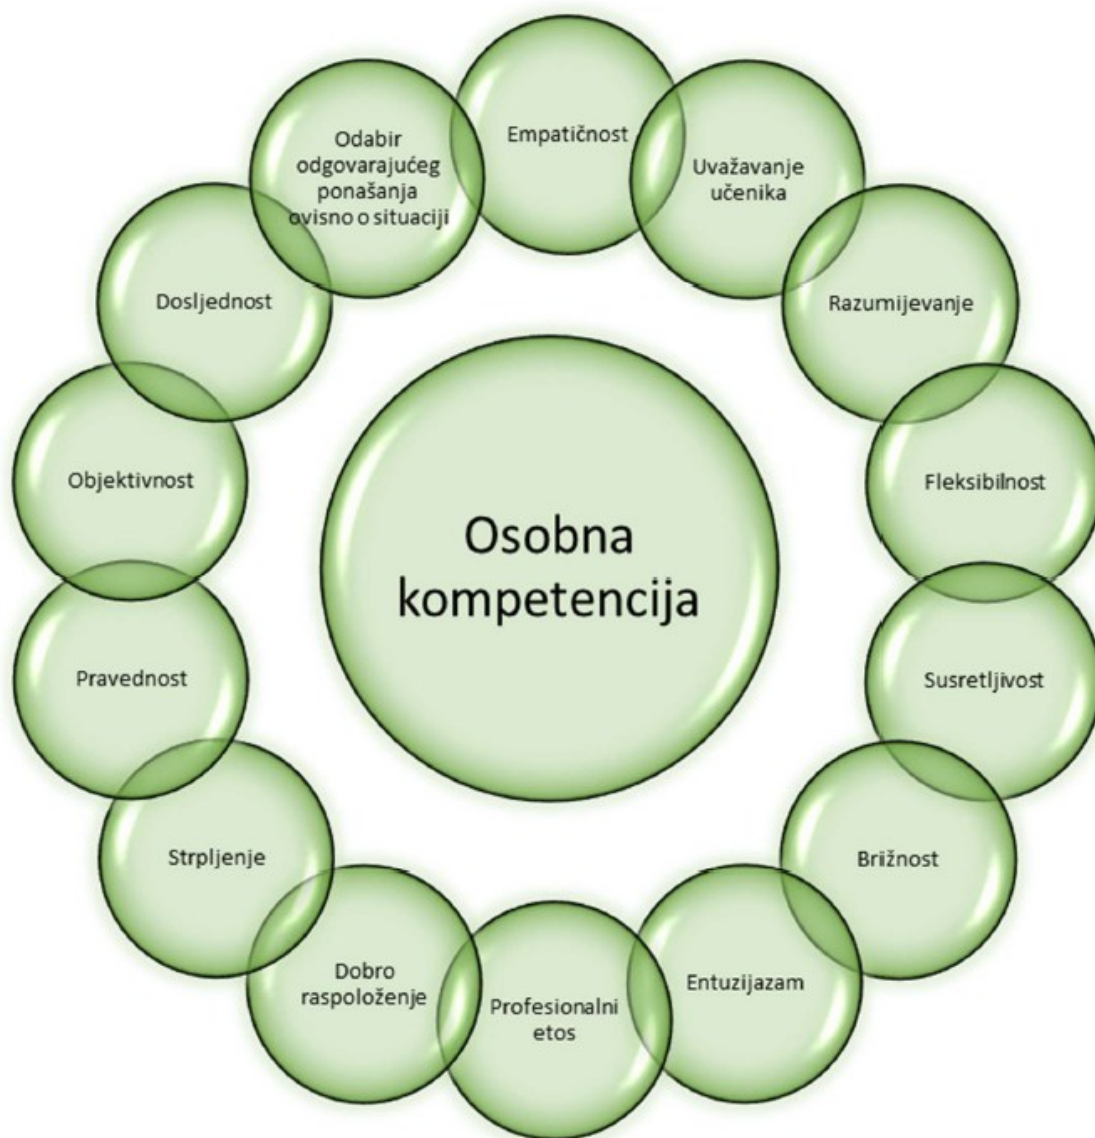 Empatičnost
Uvažavanje
učenika
Razumijevanje
Fleksibilnost
Susretljivost
Brižnost
Entuzijazam
Profesionalni
etos
Dobro
raspoloženje
Strpljenje
Pravednost
Objektivnost
Dosljednost
Odabir
odgovarajućeg
ponašanja
ovisno o situaciji
Osobna
kompetencija